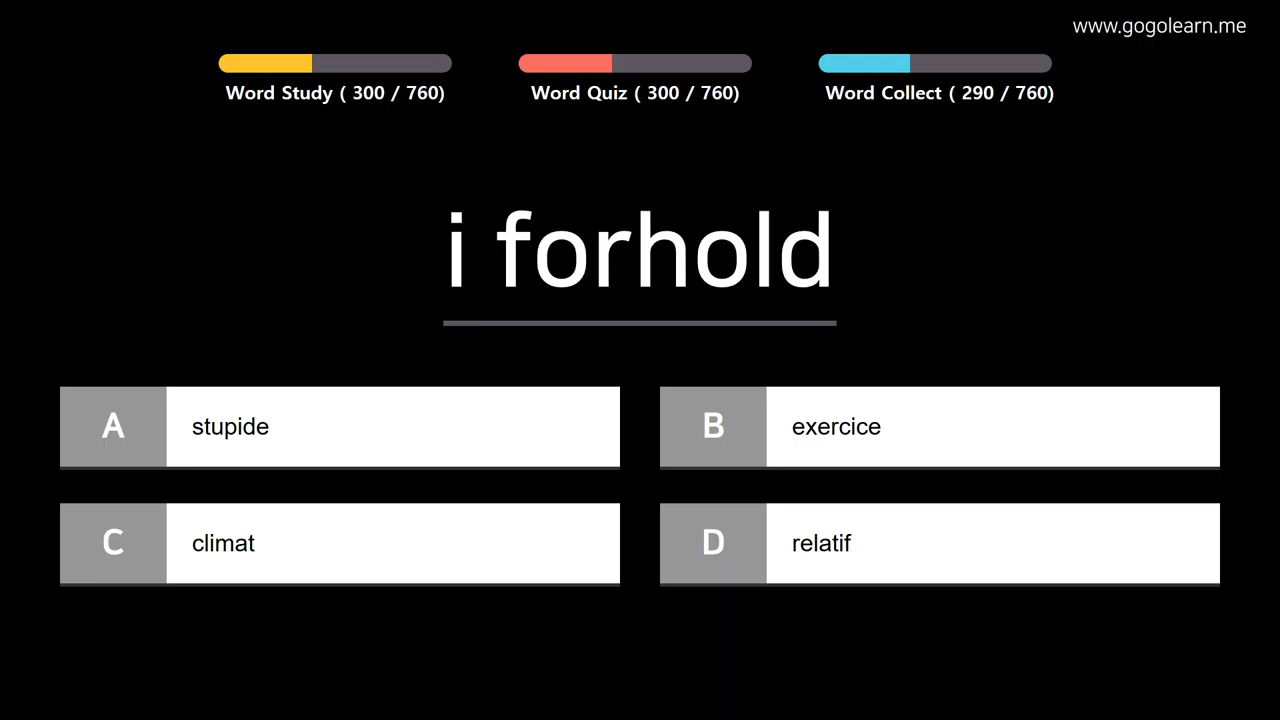 www.gogolearn.me
Word Study ( 300 / 760)
Word Quiz ( 300 / 760)
Word Collect ( 290 / 760)
i forhold
A stupide
B exercice
C climat
D relatif